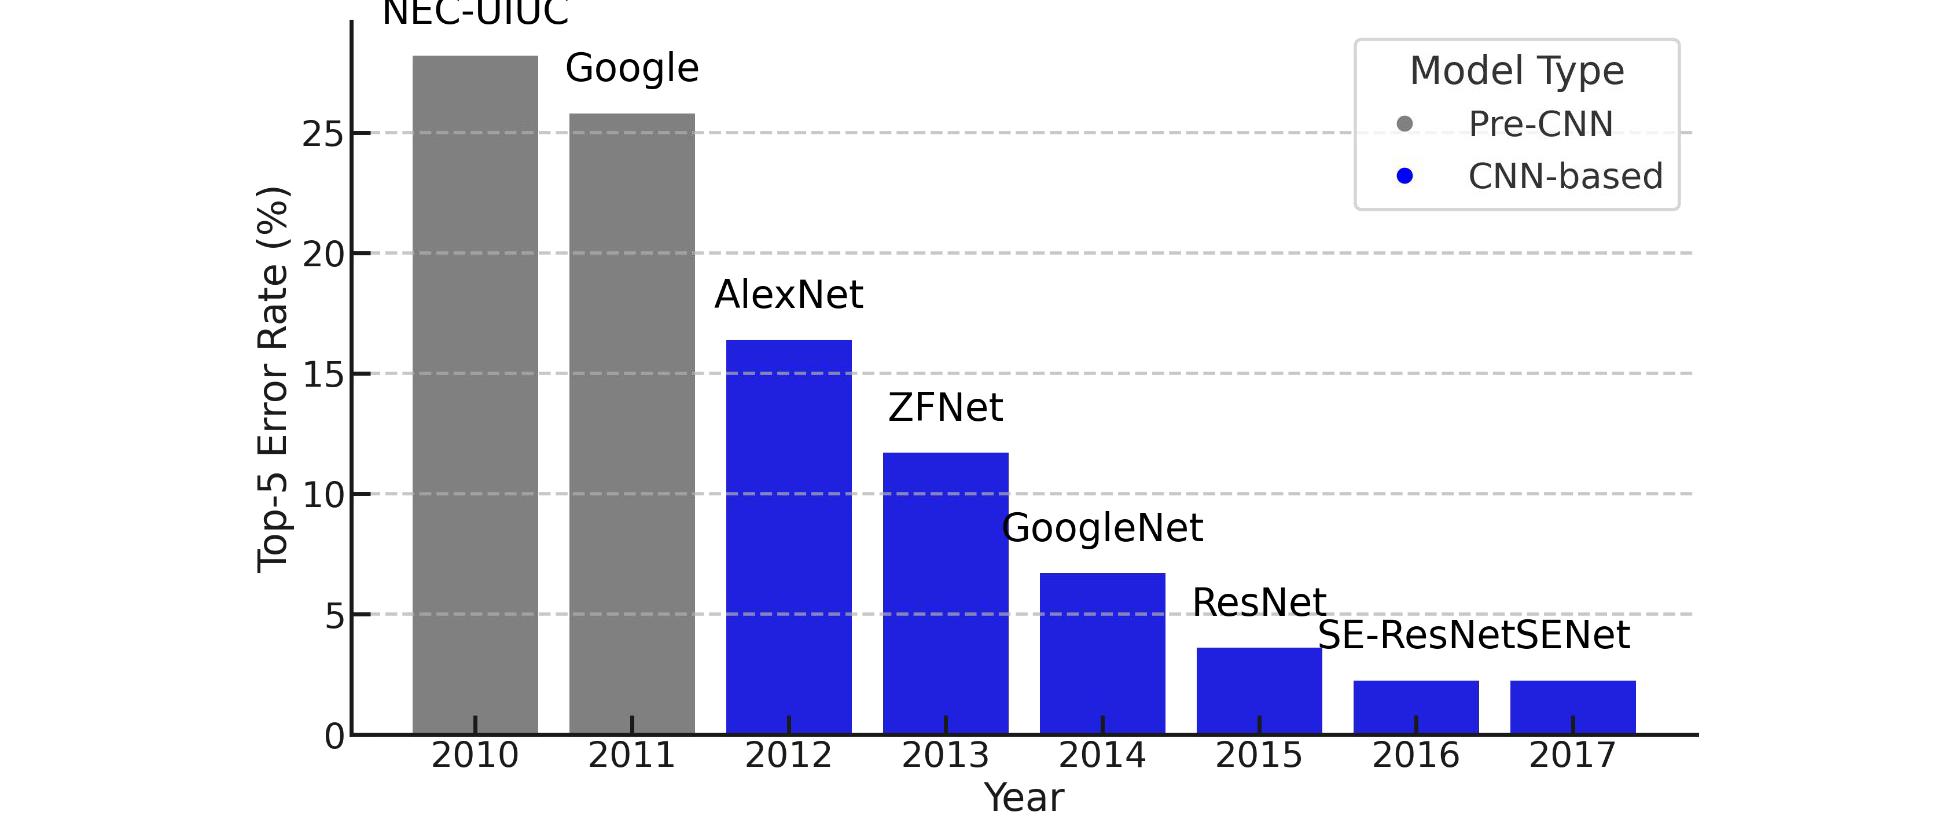 NEC-UIUC
Google
AlexNet
ZFNet
GoogleNet
ResNet
SE-ResNet
SENet
Model Type
Pre-CNN
CNN-based
Top-5 Error Rate (%)
25
20
15
10
5
0
2010 2011 2012 2013 2014 2015 2016 2017
Year